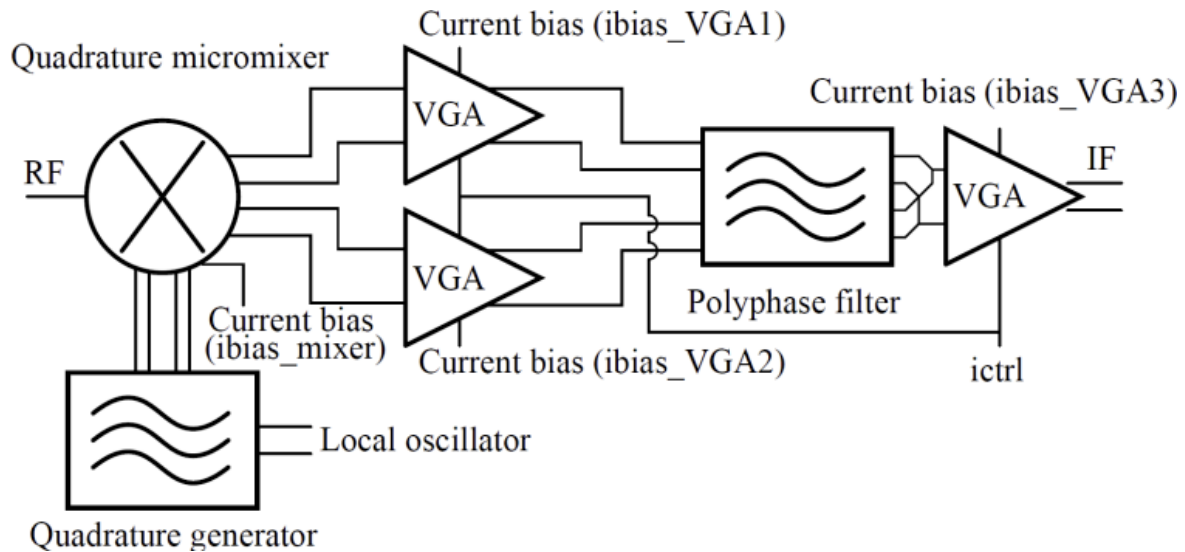 Current bias (ibias_VGA1)
Quadrature micromixer
VGA
Current bias (ibias_VGA3)
RF
VGA
IF
VGA
Polyphase filter
Current bias
(ibias_mixer)
Current bias (ibias_VGA2)
ictrl
Local oscillator
Quadrature generator